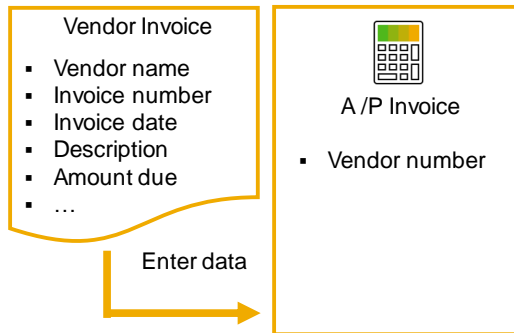 Vendor Invoice
▪ Vendor name
▪ Invoice number
▪ Invoice date
▪ Description
▪ Amount due
▪ …
Enter data
A /P Invoice
▪ Vendor number